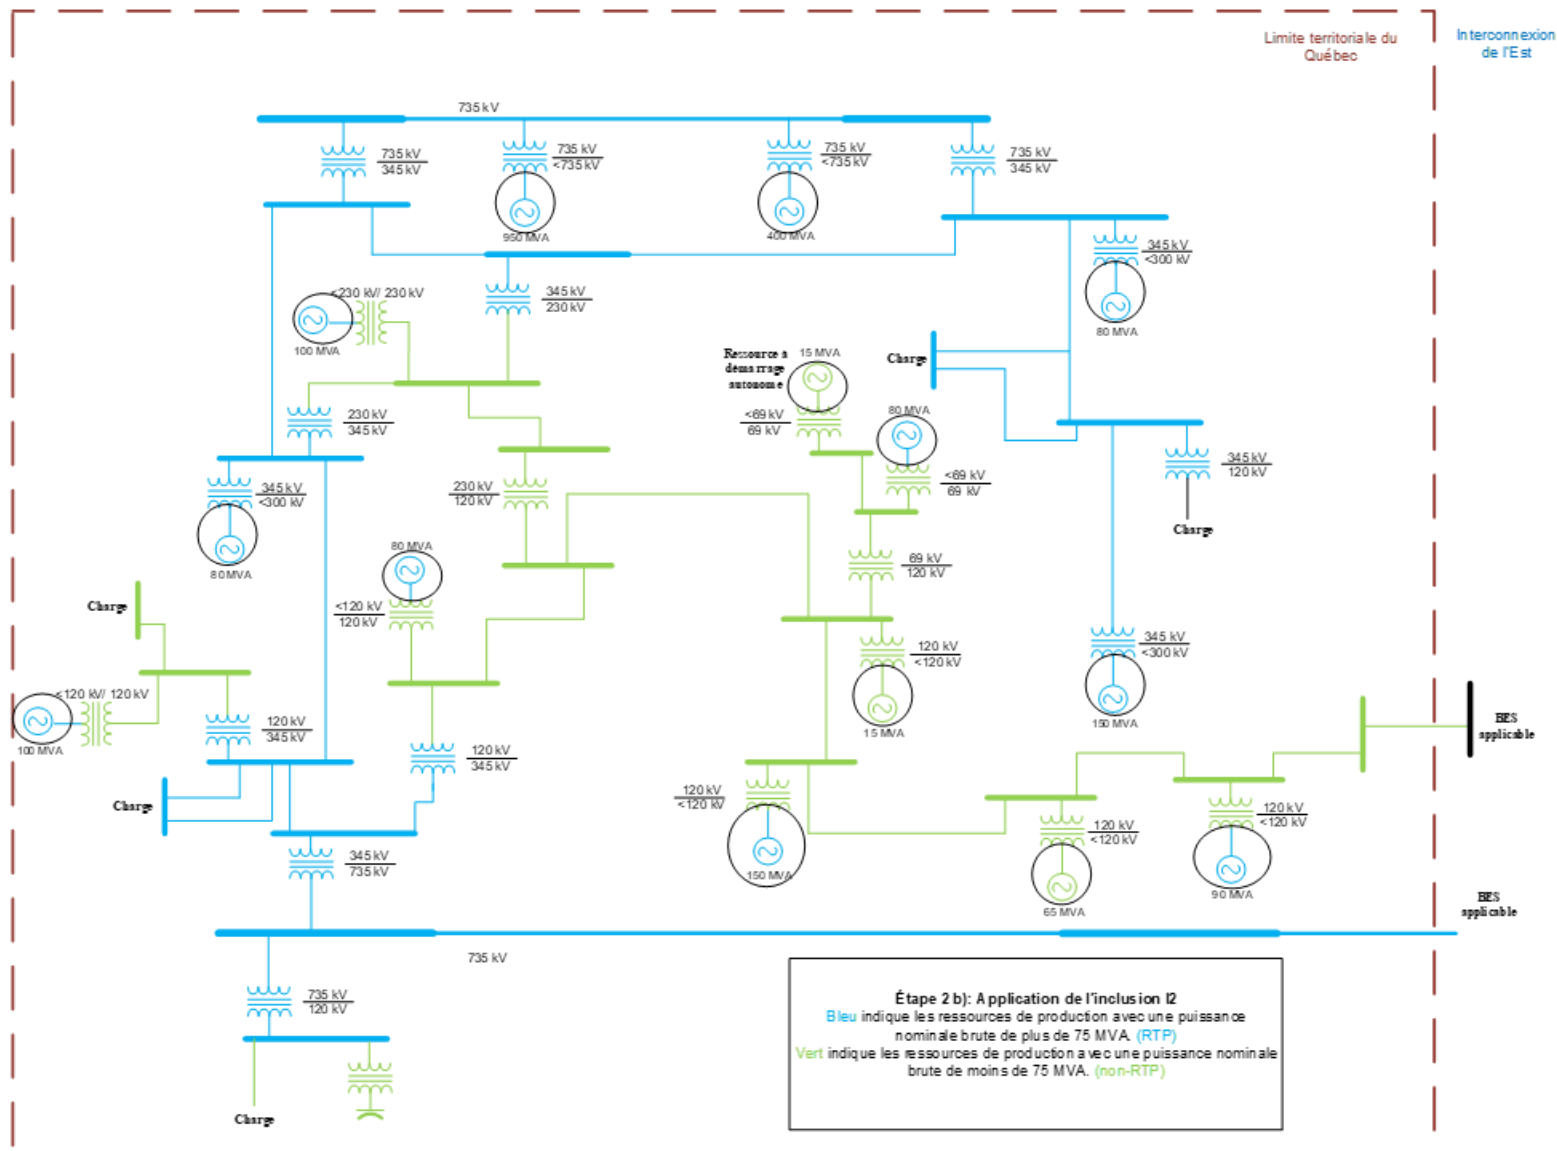 Limite territoriale du
Québec
Interconnexion
de l'Est
735 kV
735 kV
345 kV
735 kV
<735 kV
735 kV
<735 kV
735 kV
345 kV
950 MVA
400 MVA
345 kV
<300 kV
80 MVA
<230 kV/ 230 kV
100 MVA
345 kV
230 kV
Ressource à
démarrage
autonome
15 MVA
Charge
<69 kV
69 kV
80 MVA
230 kV
345 kV
<69 kV
69 kV
345 kV
120 kV
Charge
345 kV
<300 kV
80 MVA
230 kV
120 kV
80 MVA
<120 kV
120 kV
69 kV
120 kV
Charge
120 kV
<120 kV
15 MVA
345 kV
<300 kV
150 MVA
<120 kV/ 120 kV
100 MVA
120 kV
345 kV
120 kV
345 kV
BES
applicable
Charge
120 kV
<120 kV
150 MVA
120 kV
<120 kV
65 MVA
120 kV
<120 kV
90 MVA
345 kV
735 kV
BES
applicable
735 kV
735 kV
120 kV
Charge
Étape 2 b): Application de l'inclusion I2
Bleu indique les ressources de production avec une puissance
nominale brute de plus de 75 MVA. (RTP)
Vert indique les ressources de production avec une puissance nominale
brute de moins de 75 MVA. (non-RTP)